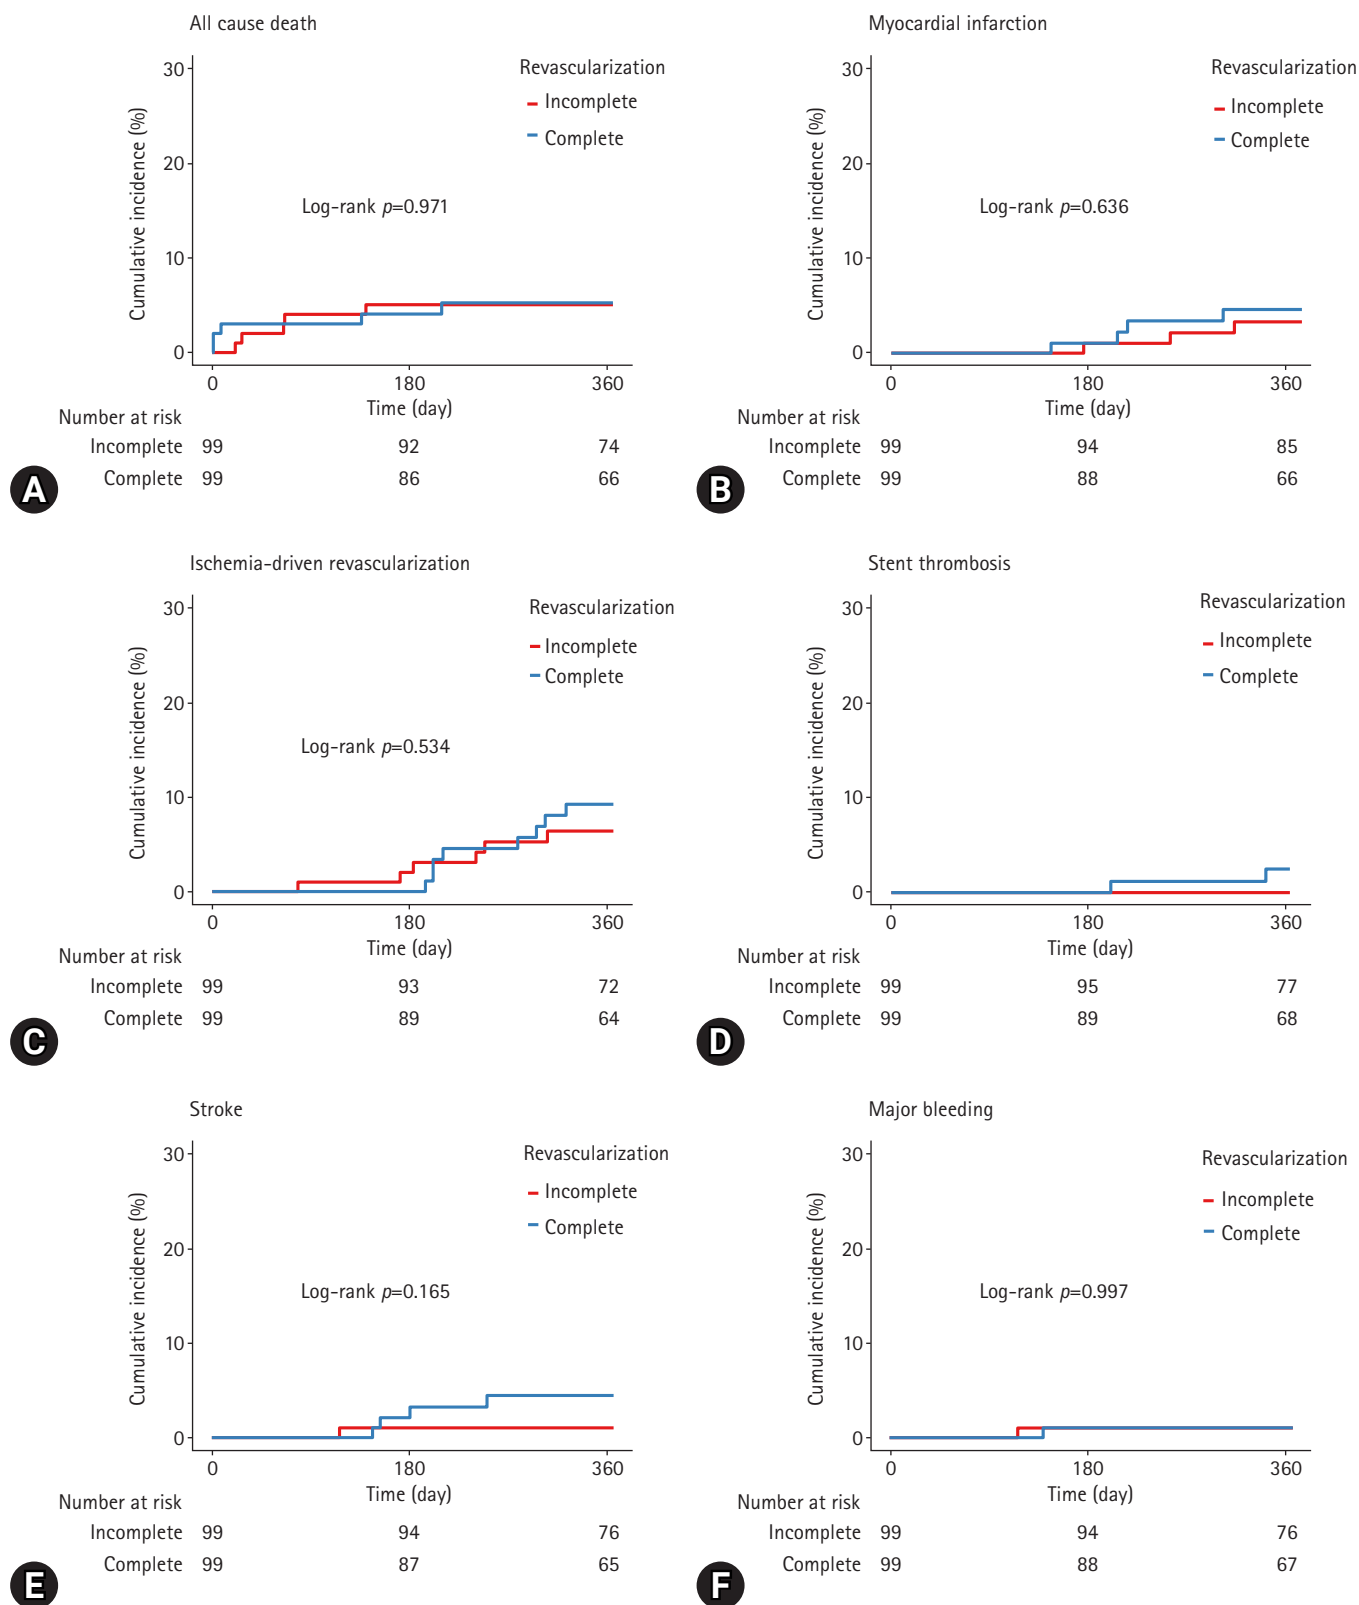 All cause death
30
20
10
0
Cumulative incidence (%)
Revascularization
Incomplete
Complete
Log-rank p=0.971
0 180 360
Time (day)
Number at risk
Incomplete 99 92 74
Complete 99 86 66
A
Myocardial infarction
30
20
10
0
Cumulative incidence (%)
Revascularization
Incomplete
Complete
Log-rank p=0.636
0 180 360
Time (day)
Number at risk
Incomplete 99 94 85
Complete 99 88 66
B
Ischemia-driven revascularization
30
20
10
0
Cumulative incidence (%)
Revascularization
Incomplete
Complete
Log-rank p=0.534
0 180 360
Time (day)
Number at risk
Incomplete 99 93 72
Complete 99 89 64
C
Stent thrombosis
30
20
10
0
Cumulative incidence (%)
Revascularization
Incomplete
Complete
0 180 360
Time (day)
Number at risk
Incomplete 99 95 77
Complete 99 89 68
D
Stroke
30
20
10
0
Cumulative incidence (%)
Revascularization
Incomplete
Complete
Log-rank p=0.165
0 180 360
Time (day)
Number at risk
Incomplete 99 94 76
Complete 99 87 65
E
Major bleeding
30
20
10
0
Cumulative incidence (%)
Revascularization
Incomplete
Complete
Log-rank p=0.997
0 180 360
Time (day)
Number at risk
Incomplete 99 94 76
Complete 99 88 67
F